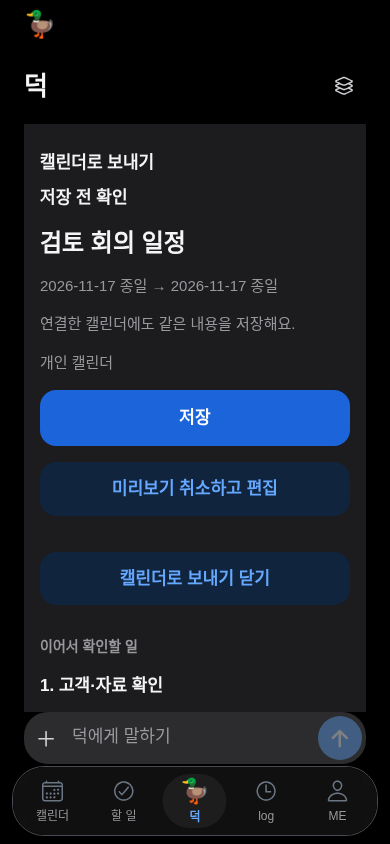 덕
캘린더로 보내기
저장 전 확인
검토 회의 일정
2026-11-17 종일 → 2026-11-17 종일
연결한 캘린더에도 같은 내용을 저장해요.
개인 캘린더
저장
미리보기 취소하고 편집
캘린더로 보내기 닫기
이어서 확인할 일
1. 고객·자료 확인
덕에게 말하기
캘린더
할 일
덕
log
ME